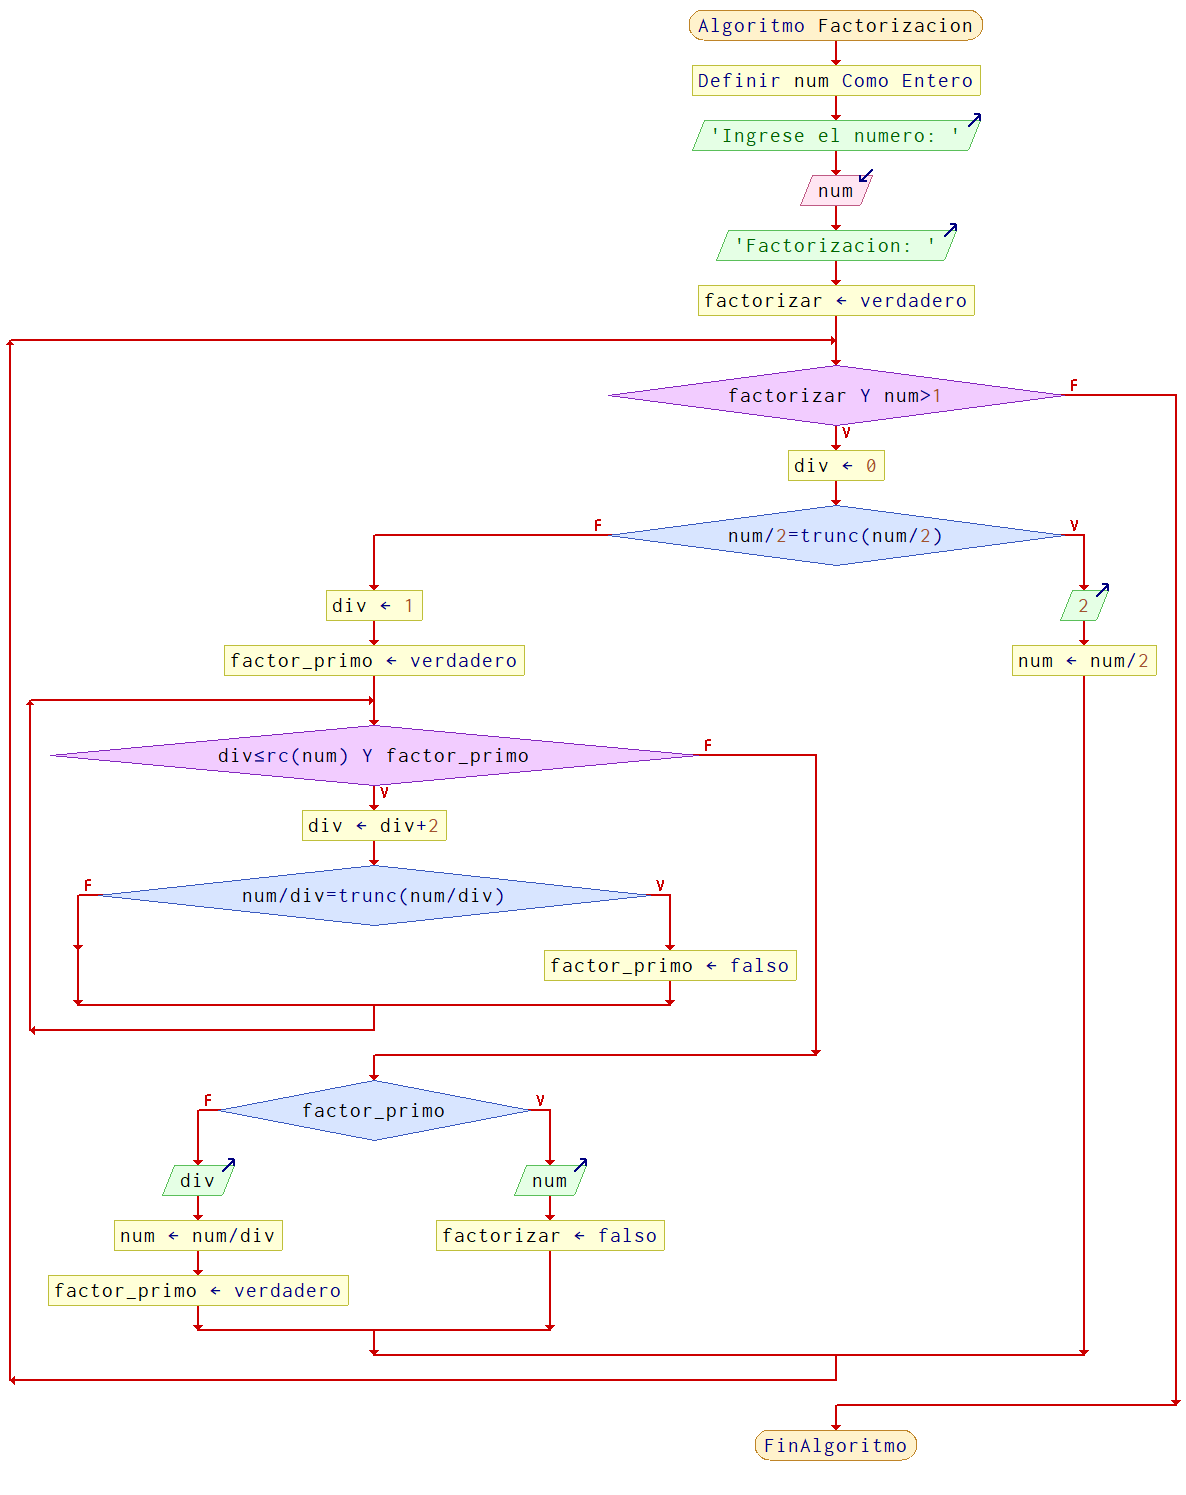 Algoritmo Factorizacion
Definir num Como Entero
'Ingrese el numero: '
num
'Factorizacion: '
factorizar ← verdadero
factorizar Y num>1
F
V
div ← 0
num/2=trunc(num/2)
F
V
div ← 1
2
factor_primo ← verdadero
num ← num/2
div≤rc(num) Y factor_primo
F
V
div ← div+2
num/div=trunc(num/div)
F
V
factor_primo ← falso
factor_primo
F
V
div
num
num ← num/div
factorizar ← falso
factor_primo ← verdadero
FinAlgoritmo